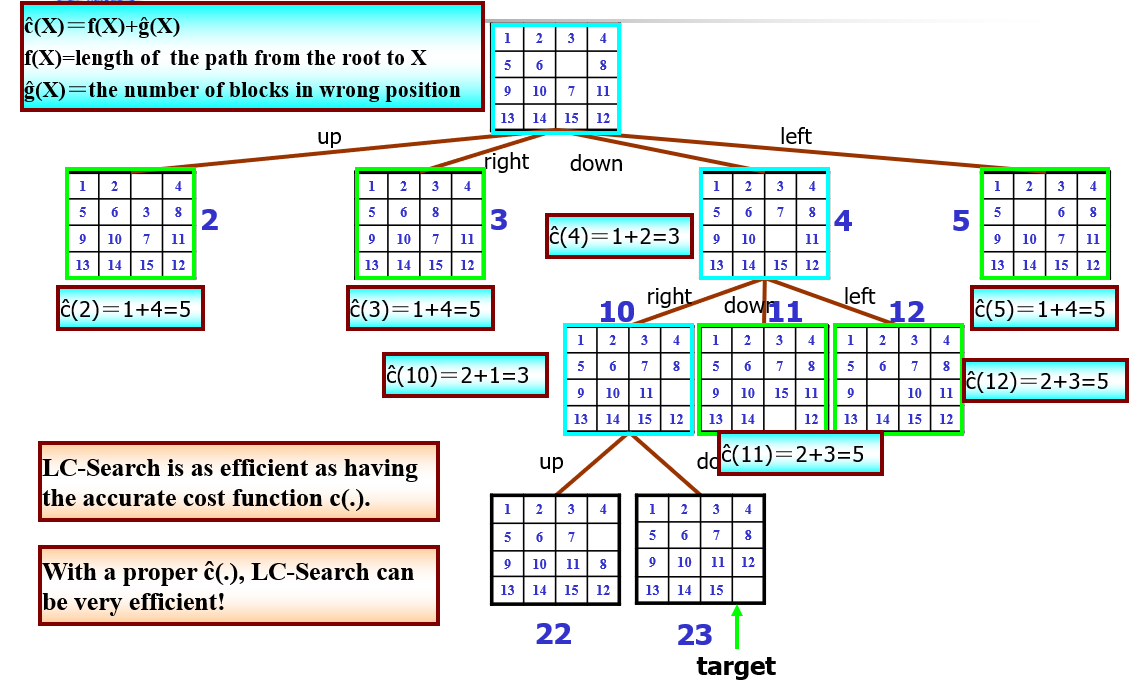 ĉ(X)＝f(X)+ĝ(X)
f(X)=length of the path from the root to X
ĝ(X)＝the number of blocks in wrong position
1 2 3 4
5 6 8
9 10 7 11
13 14 15 12
up
right
down
left
1 2 4
5 6 3 8
9 10 7 11
13 14 15 12
2
ĉ(2)＝1+4=5
1 2 3 4
5 6 8
9 10 7 11
13 14 15 12
3
ĉ(3)＝1+4=5
ĉ(4)＝1+2=3
1 2 3 4
5 6 7 8
9 10 11
13 14 15 12
4
5
1 2 3 4
5 6 8
9 10 7 11
13 14 15 12
ĉ(5)＝1+4=5
right
down
left
10
11
12
ĉ(10)＝2+1=3
1 2 3 4
5 6 7 8
9 10 11
13 14 15 12
1 2 3 4
5 6 7 8
9 10 15 11
13 14 12
1 2 3 4
5 6 7 8
9 10 11
13 14 15 12
ĉ(12)＝2+3=5
ĉ(11)＝2+3=5
up
LC-Search is as efficient as having
the accurate cost function c(.).
With a proper ĉ(.), LC-Search can
be very efficient!
1 2 3 4
5 6 7
9 10 11 8
13 14 15 12
22
1 2 3 4
5 6 7 8
9 10 11 12
13 14 15
23
target